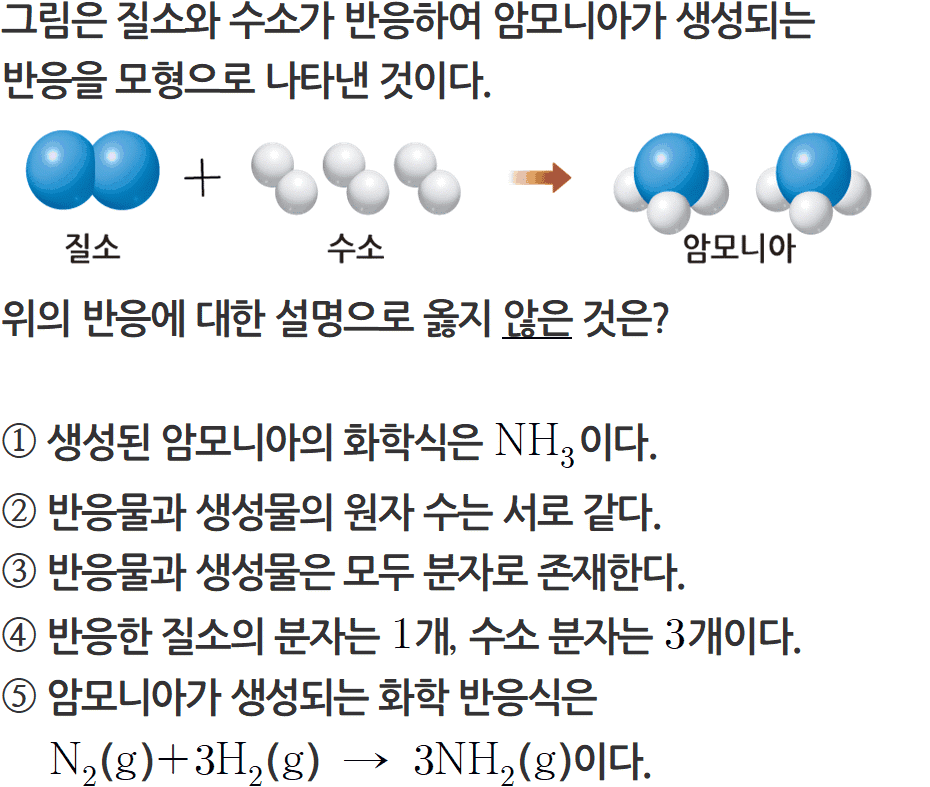 그림은 질소와 수소가 반응하여 암모니아가 생성되는
반응을 모형으로 나타낸 것이다.
+
질소 수소 암모니아
위의 반응에 대한 설명으로 옳지 않은 것은?
① 생성된 암모니아의 화학식은 NH₃이다.
② 반응물과 생성물의 원자 수는 서로 같다.
③ 반응물과 생성물은 모두 분자로 존재한다.
④ 반응한 질소의 분자는 1개, 수소 분자는 3개이다.
⑤ 암모니아가 생성되는 화학 반응식은
N₂(g)+3H₂(g) → 3NH₂(g)이다.